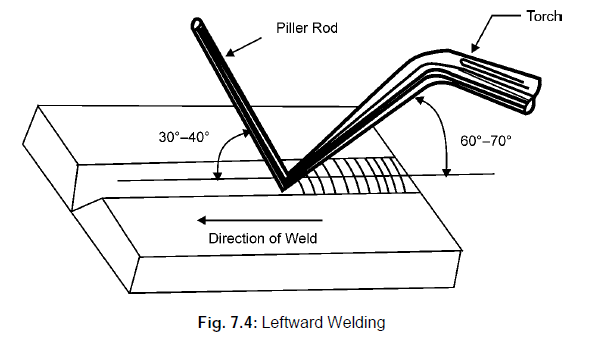 Torch
Piller Rod
30°–40°
60°–70°
Direction of Weld
Fig. 7.4: Leftward Welding